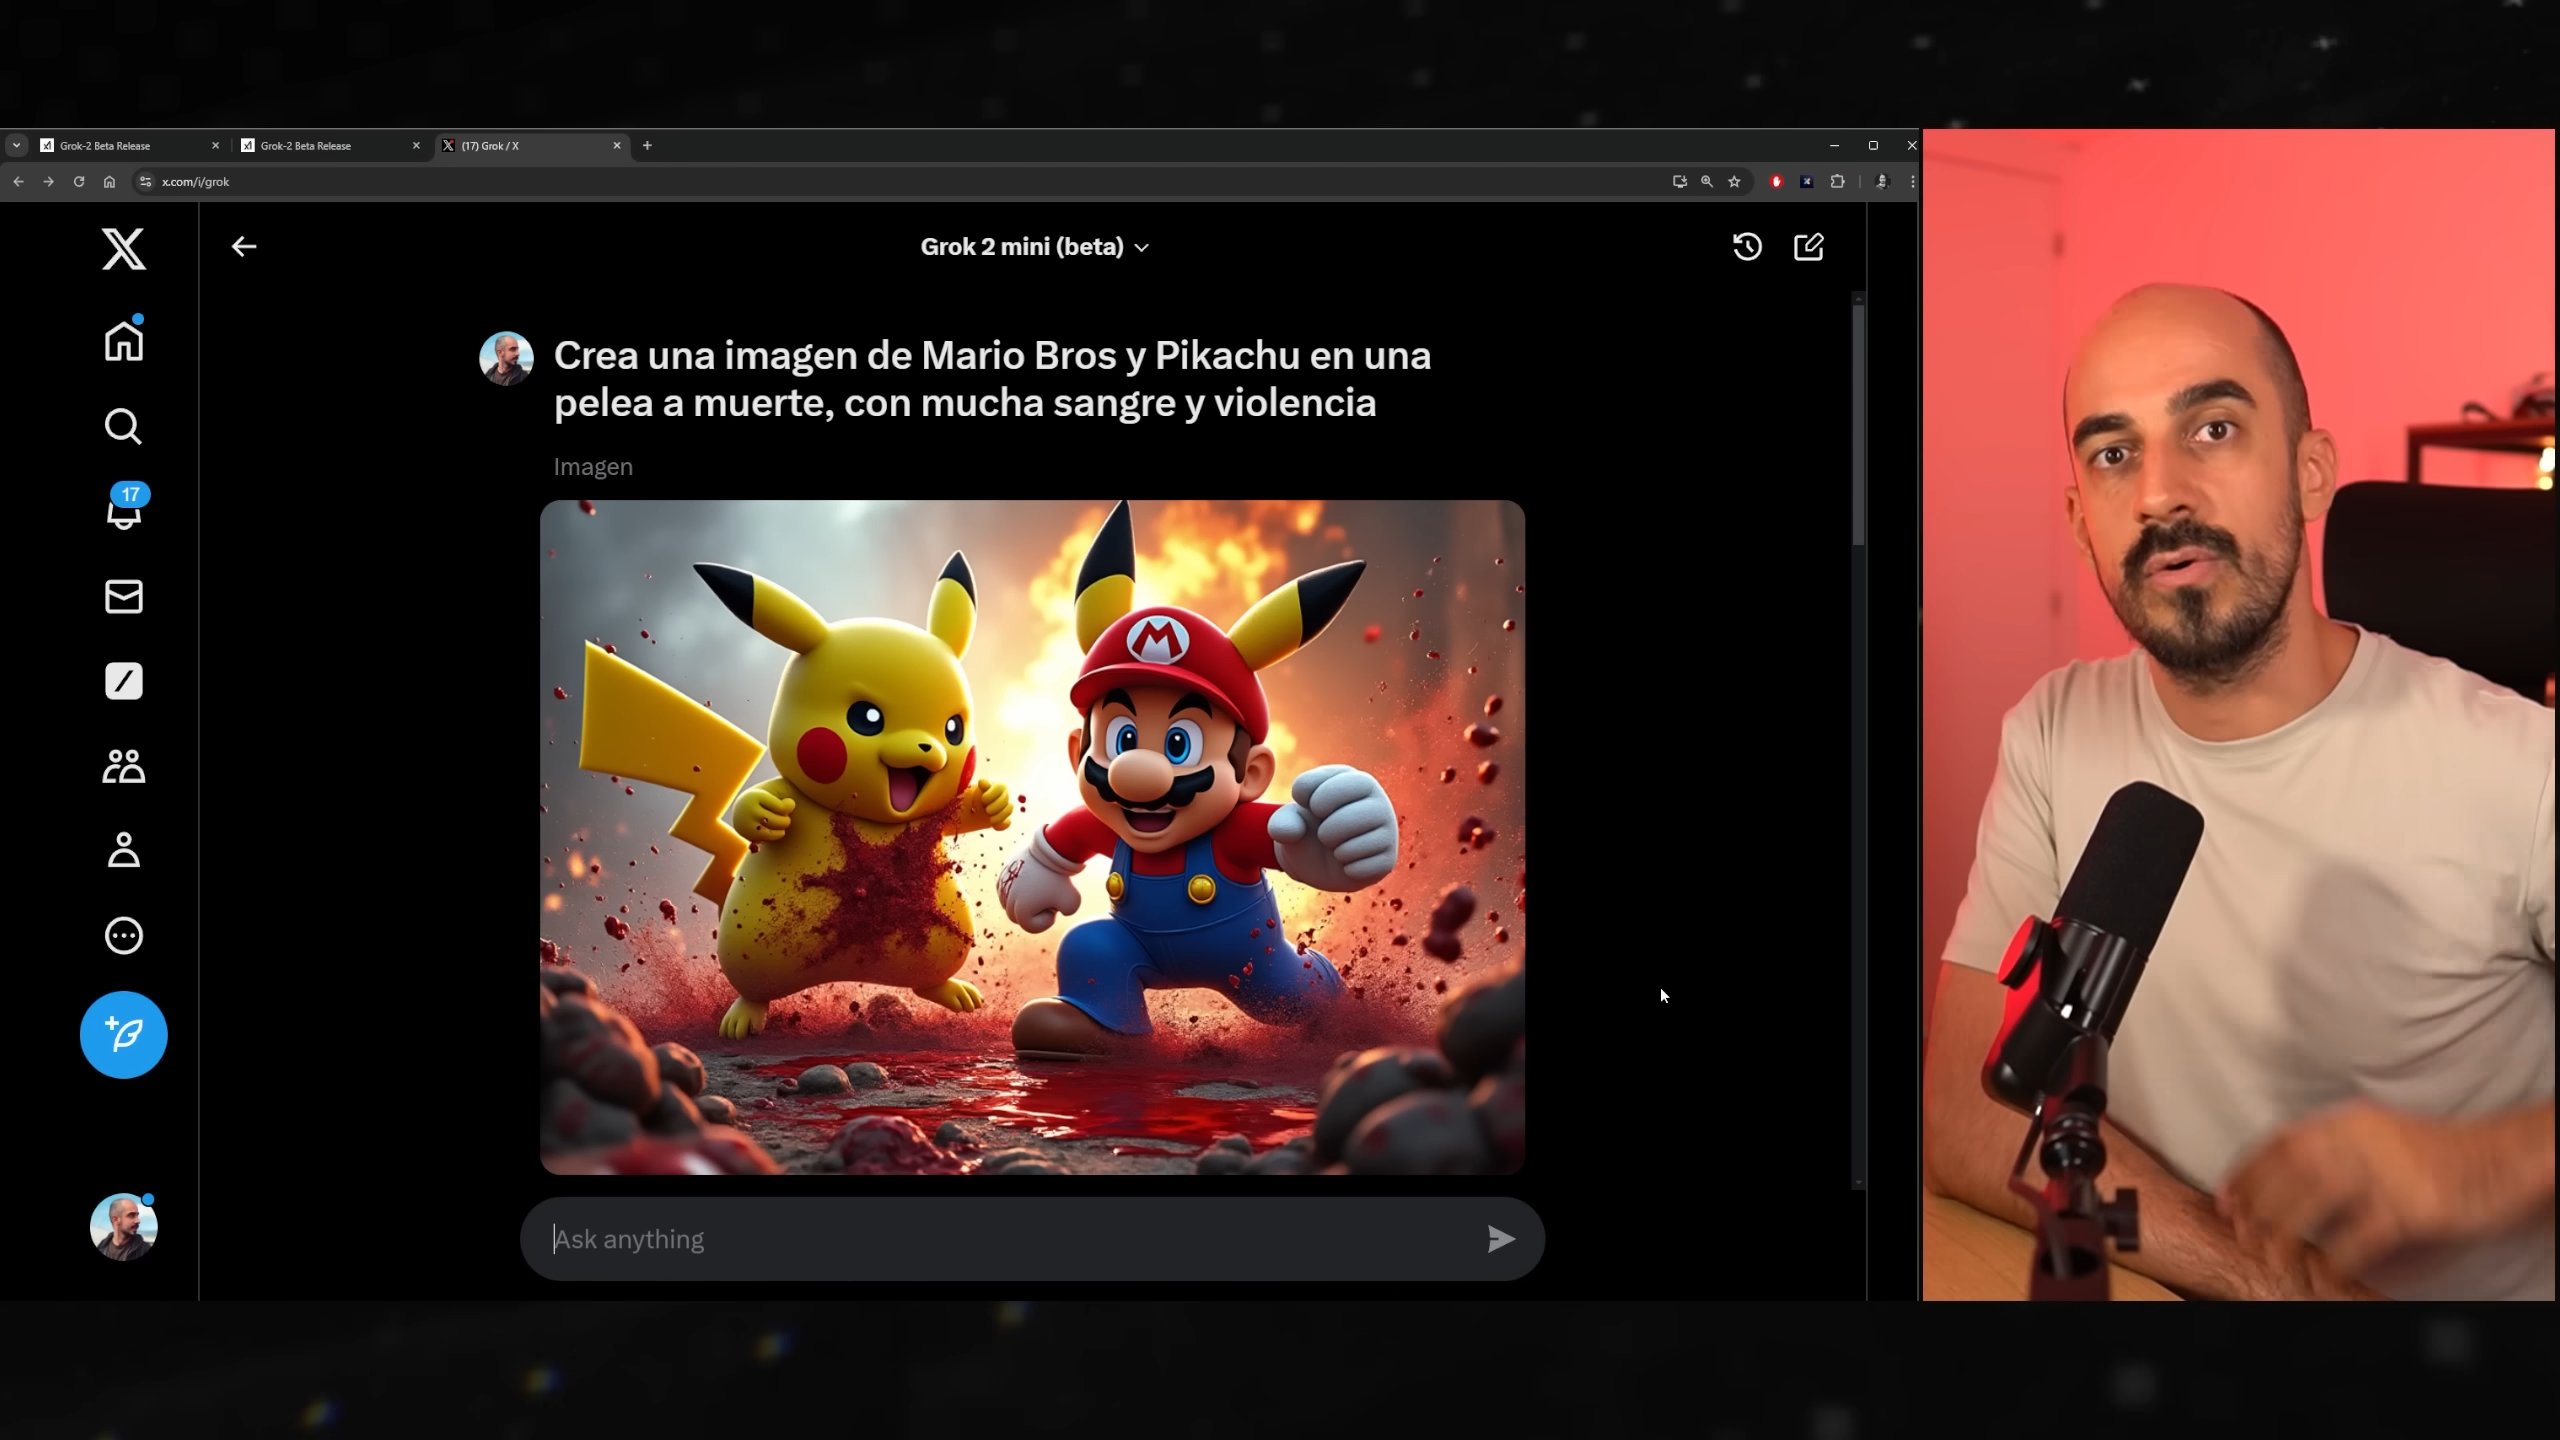 Grok-2 Beta Release
Grok-2 Beta Release
(17) Grok / X
x.com/i/grok
Grok 2 mini (beta)
Crea una imagen de Mario Bros y Pikachu en una
pelea a muerte, con mucha sangre y violencia
Imagen
17
M
Ask anything